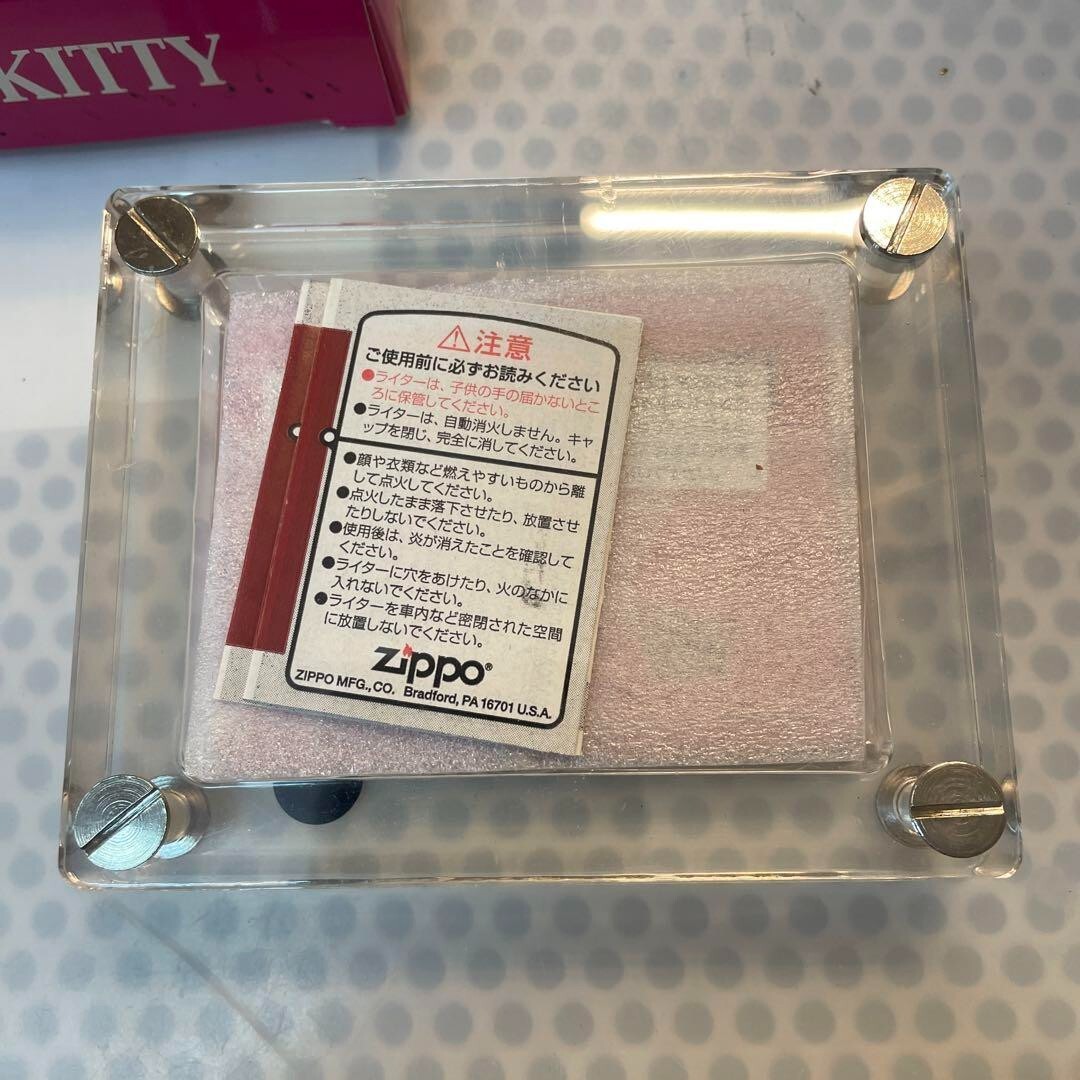 KITTY
⚠注意
ご使用前に必ずお読みください
●ライターは、子供の手の届かないとこ
ろに保管してください。
●ライターは、自動消火しません。キャ
ップを閉じ、完全に消してください。
●顔や衣類など燃えやすいものから離
して点火してください。
●点火したまま落下させたり、放置させ
たりしないでください。
●使用後は、炎が消えたことを確認して
ください。
●ライターに穴をあけたり、火のなかに
入れないでください。
●ライターを車内など密閉された空間
に放置しないでください。
Zippo®
ZIPPO MFG., CO. Bradford, PA 16701 U.S.A.